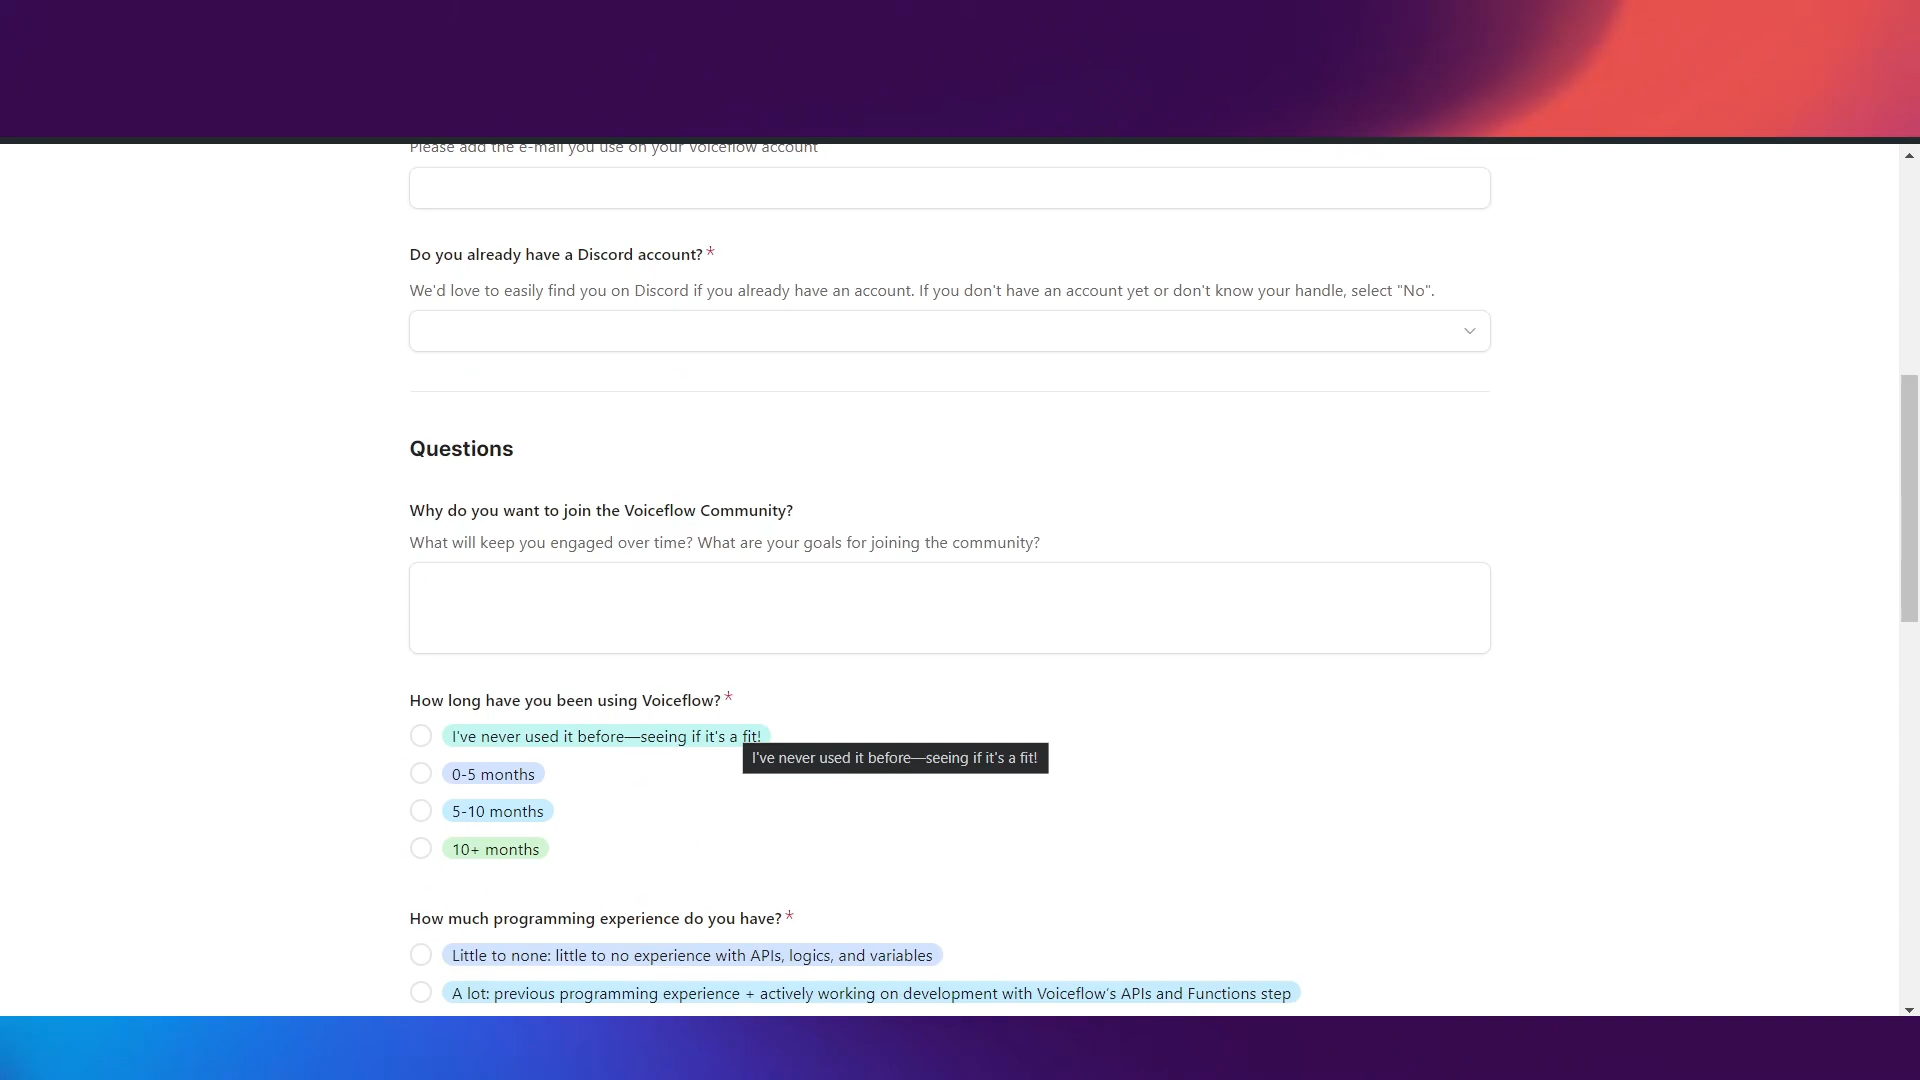 Please add the e-mail you use on your Voiceflow account
Do you already have a Discord account? *
We'd love to easily find you on Discord if you already have an account. If you don't have an account yet or don't know your handle, select "No".
Questions
Why do you want to join the Voiceflow Community?
What will keep you engaged over time? What are your goals for joining the community?
How long have you been using Voiceflow? *
I've never used it before—seeing if it's a fit!
I've never used it before—seeing if it's a fit!
0-5 months
5-10 months
10+ months
How much programming experience do you have? *
Little to none: little to no experience with APIs, logics, and variables
A lot: previous programming experience + actively working on development with Voiceflow's APIs and Functions step